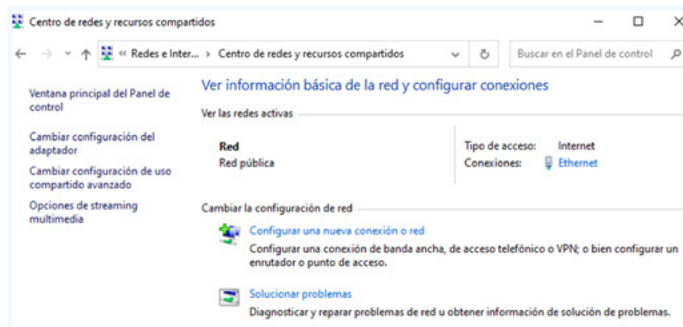 Centro de redes y recursos compartidos
« Redes e Inter... > Centro de redes y recursos compartidos
Buscar en el Panel de control
Ventana principal del Panel de
control
Cambiar configuración del
adaptador
Cambiar configuración de uso
compartido avanzado
Opciones de streaming
multimedia
Ver información básica de la red y configurar conexiones
Ver las redes activas
Red
Red pública
Tipo de acceso: Internet
Conexiones: Ethernet
Cambiar la configuración de red
Configurar una nueva conexión o red
Configurar una conexión de banda ancha, de acceso telefónico o VPN; o bien configurar un
enrutador o punto de acceso.
Solucionar problemas
Diagnosticar y reparar problemas de red u obtener información de solución de problemas.